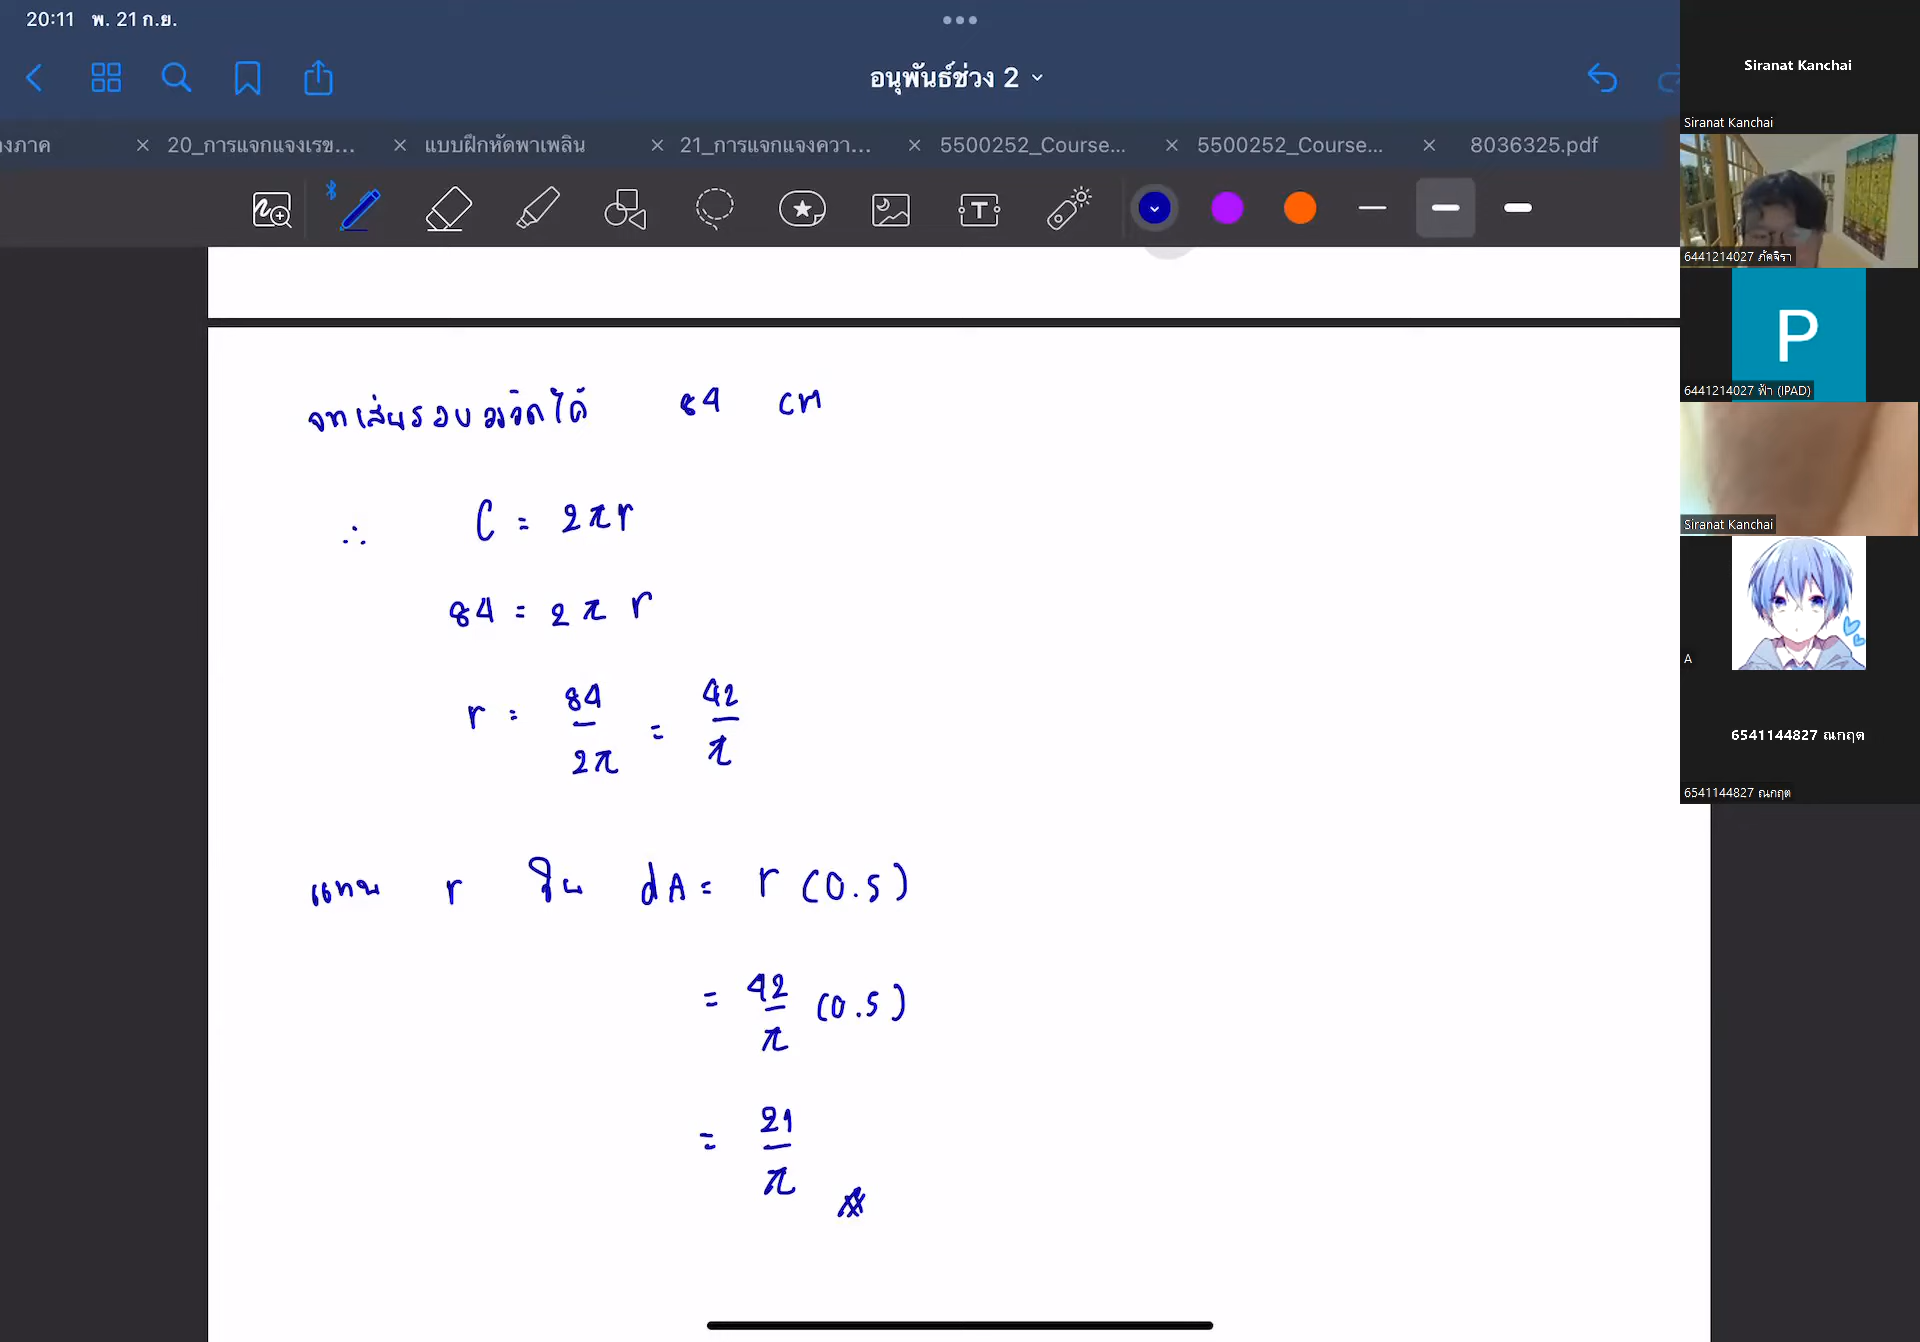 20:11 พ. 21 ก.ย.
อนุพันธ์ช่วง 2
งภาค
20_การแจกแจงเรข...
แบบฝึกหัดพาเพลิน
21_การแจกแจงควา...
5500252_Course...
5500252_Course...
8036325.pdf
T
จากเส้นรอบวงวัดได้ 84 cm
∴ C = 2πr
84 = 2πr
r = 84/2π = 42/π
แทน r ใน dA = r(0.5)
= 42/π (0.5)
= 21/π
Siranat Kanchai
Siranat Kanchai
6441214027 ภัคจิรา
P
6441214027 ฟ้า (IPAD)
Siranat Kanchai
A
6541144827 ณกฤต
6541144827 ณกฤต